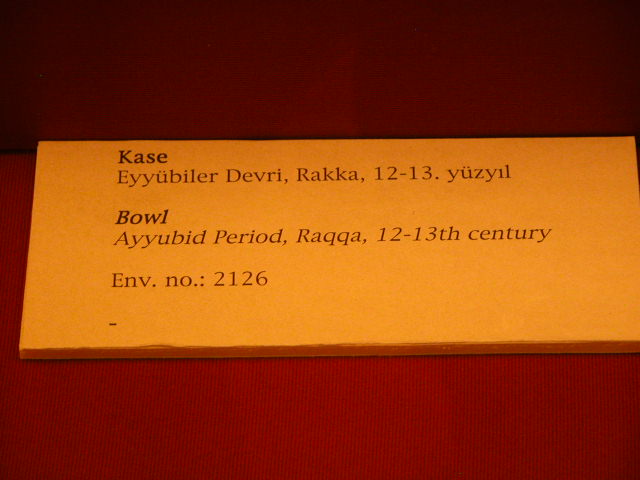 Kase
Eyyübiler Devri, Rakka, 12-13. yüzyıl
Bowl
Ayyubid Period, Raqqa, 12-13th century
Env. no.: 2126
-